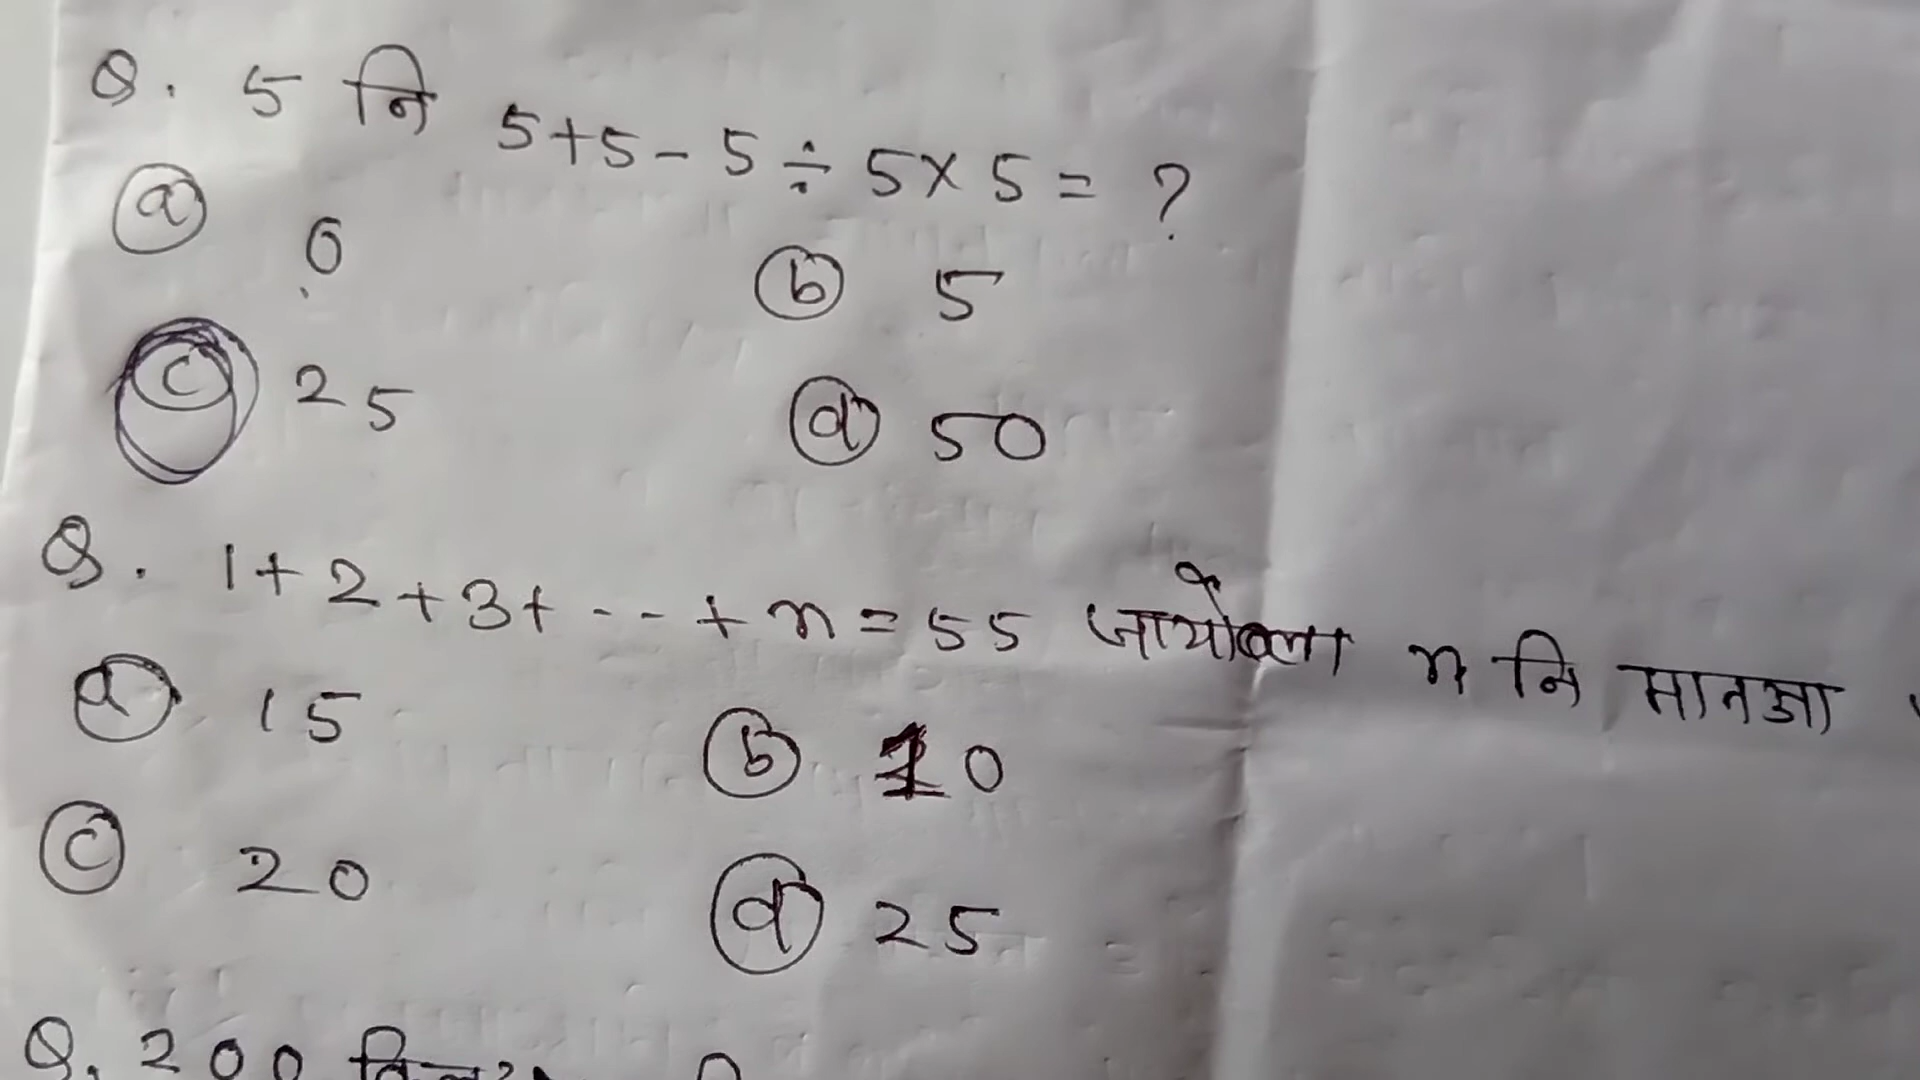 Q. 5 नि 5+5-5÷5×5= ?
(a) 0 (b) 5
(c) 25 (d) 50
Q. 1+2+3+---+n=55 जायोब्ला n नि मानआ
(a) 15 (b) 10
(c) 20 (d) 25
Q. 200